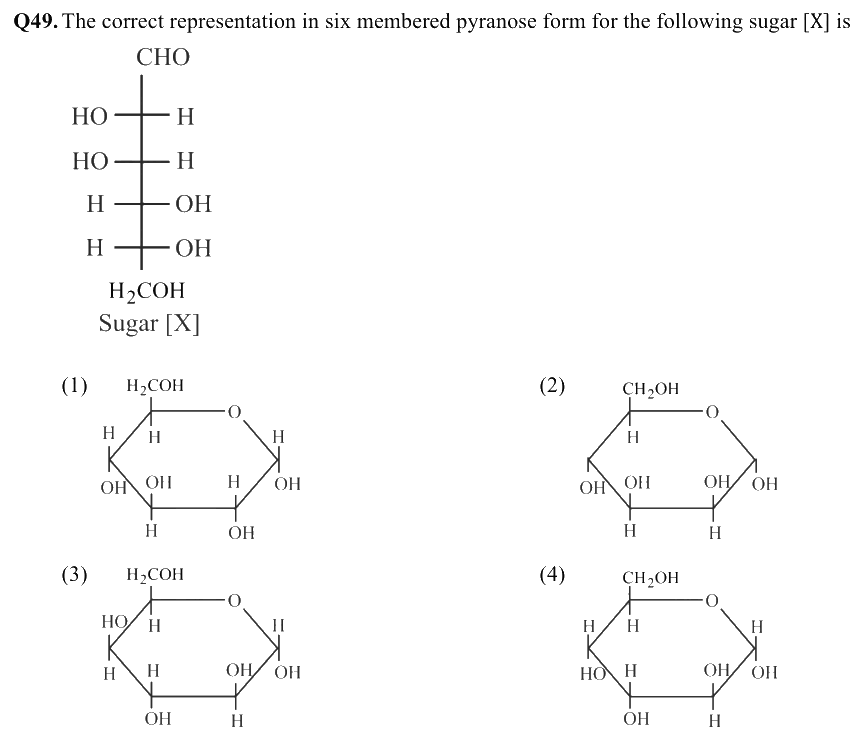 Q49. The correct representation in six membered pyranose form for the following sugar [X] is
CHO
HO H
HO H
H OH
H OH
H₂COH
Sugar [X]
(1) H₂COH
O
H H H
OH OH H OH
H OH
(2) CH₂OH
O
H
OH OH OH OH
H H
(3) H₂COH
O
HO H H
H H OH OH
OH H
(4) CH₂OH
O
H H H
HO H OH OH
OH H